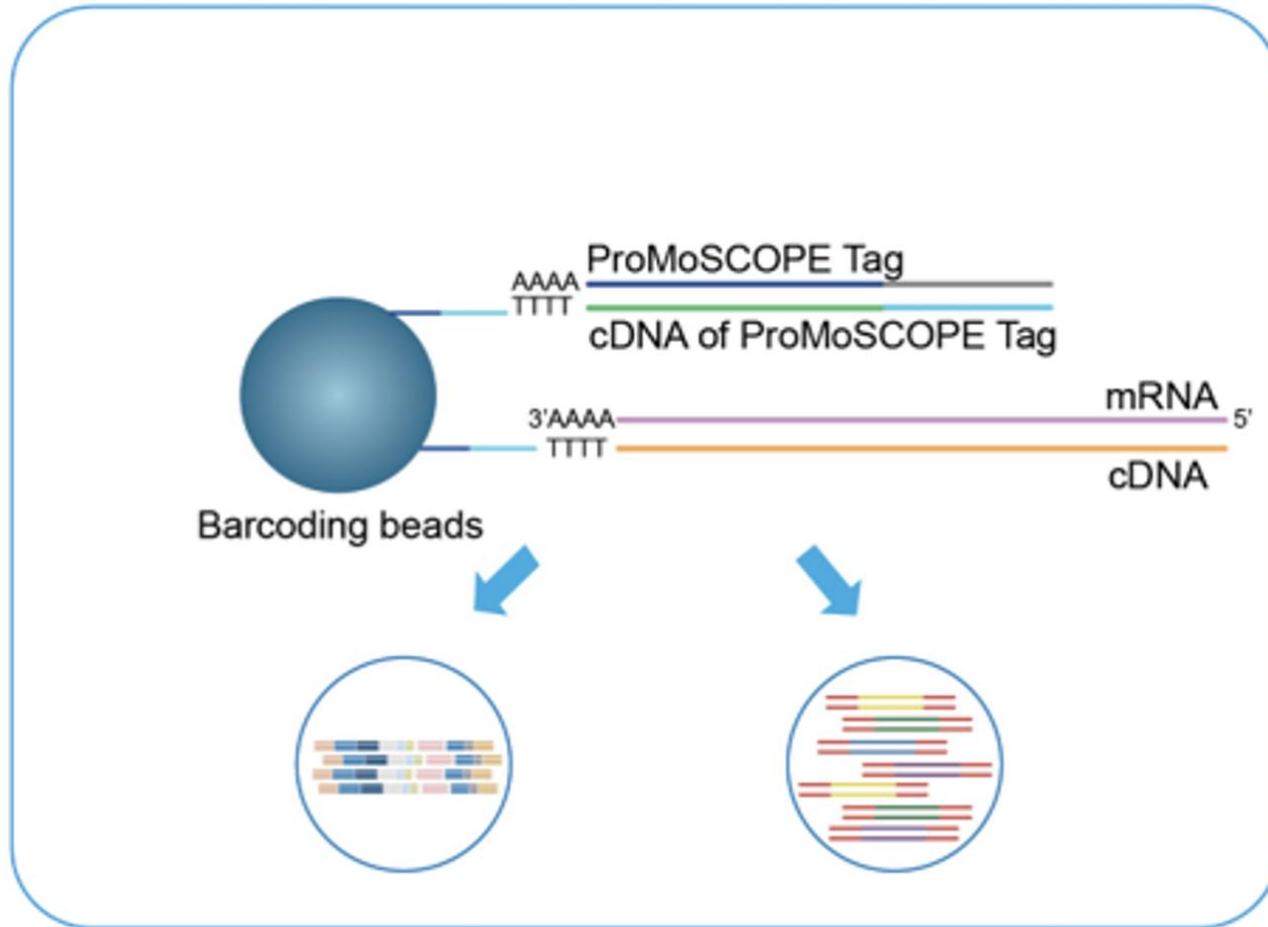 ProMoSCOPE Tag
AAAA
TTTT
cDNA of ProMoSCOPE Tag
mRNA
3'AAAA
5'
TTTT
cDNA
Barcoding beads